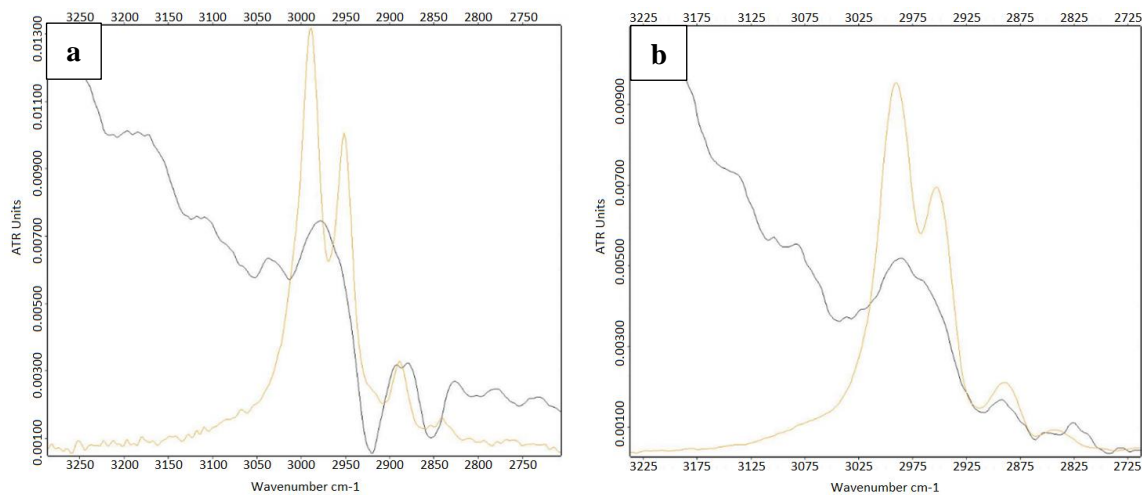 3250 3200 3150 3100 3050 3000 2950 2900 2850 2800 2750
a
ATR Units
0.0100 0.0300 0.00500 0.00700 0.00900 0.01100 0.01300
3250 3200 3150 3100 3050 3000 2950 2900 2850 2800 2750
Wavenumber cm-1
3225 3175 3125 3075 3025 2975 2925 2875 2825 2725
b
ATR Units
0.00100 0.00300 0.00500 0.00700 0.00900
3225 3175 3125 3075 3025 2975 2925 2875 2825 2725
Wavenumber cm-1